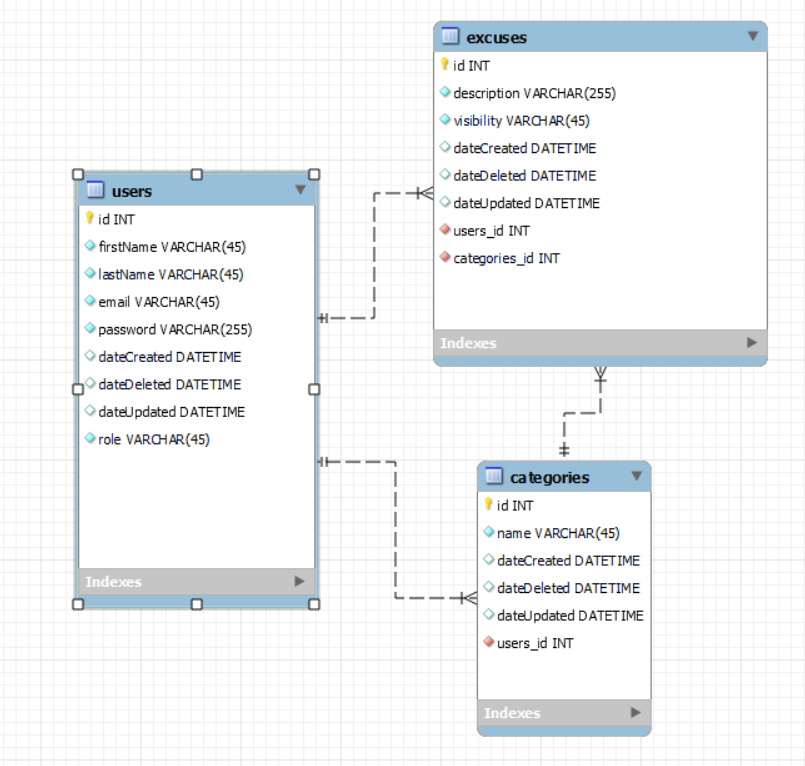 excuses
id INT
description VARCHAR(255)
visibility VARCHAR(45)
dateCreated DATETIME
dateDeleted DATETIME
dateUpdated DATETIME
users_id INT
categories_id INT
Indexes
users
id INT
firstName VARCHAR(45)
lastName VARCHAR(45)
email VARCHAR(45)
password VARCHAR(255)
dateCreated DATETIME
dateDeleted DATETIME
dateUpdated DATETIME
role VARCHAR(45)
Indexes
categories
id INT
name VARCHAR(45)
dateCreated DATETIME
dateDeleted DATETIME
dateUpdated DATETIME
users_id INT
Indexes